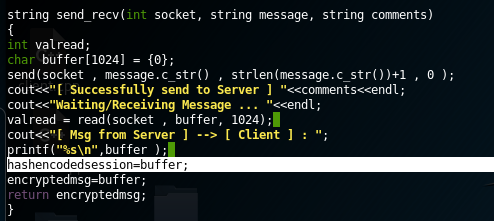 string send_recv(int socket, string message, string comments)
{
int valread;
char buffer[1024] = {0};
send(socket , message.c_str() , strlen(message.c_str())+1 , 0 );
cout<<"[ Successfully send to Server ] "<<comments<<endl;
cout<<"Waiting/Receiving Message ... "<<endl;
valread = read(socket , buffer, 1024);
cout<<"[ Msg from Server ] --> [ Client ] : ";
printf("%s\n",buffer );
hashencodedsession=buffer;
encryptedmsg=buffer;
return encryptedmsg;
}